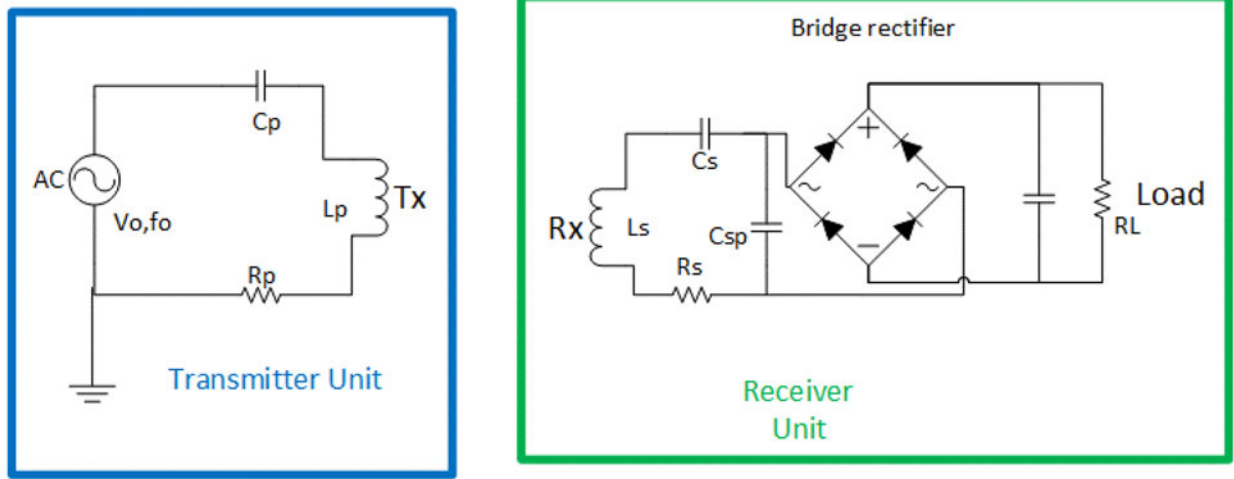 Cp
AC
Vo,fo
Lp
Tx
Rp
Transmitter Unit
Bridge rectifier
Cs
Rx
Ls
Csp
Rs
Load
RL
Receiver
Unit